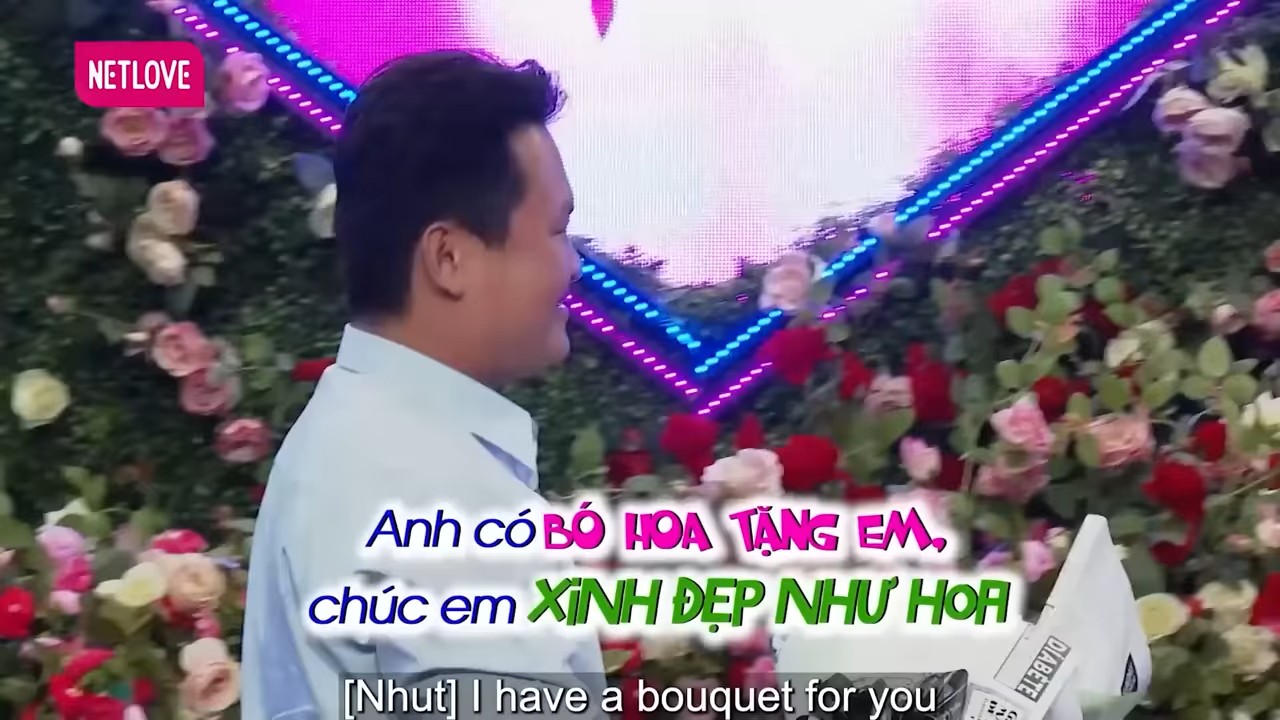 NETLOVE
Anh có BÓ HOA TẶNG EM,
chúc em XINH ĐẸP NHƯ HOA
DIABETE
[Nhut] I have a bouquet for you